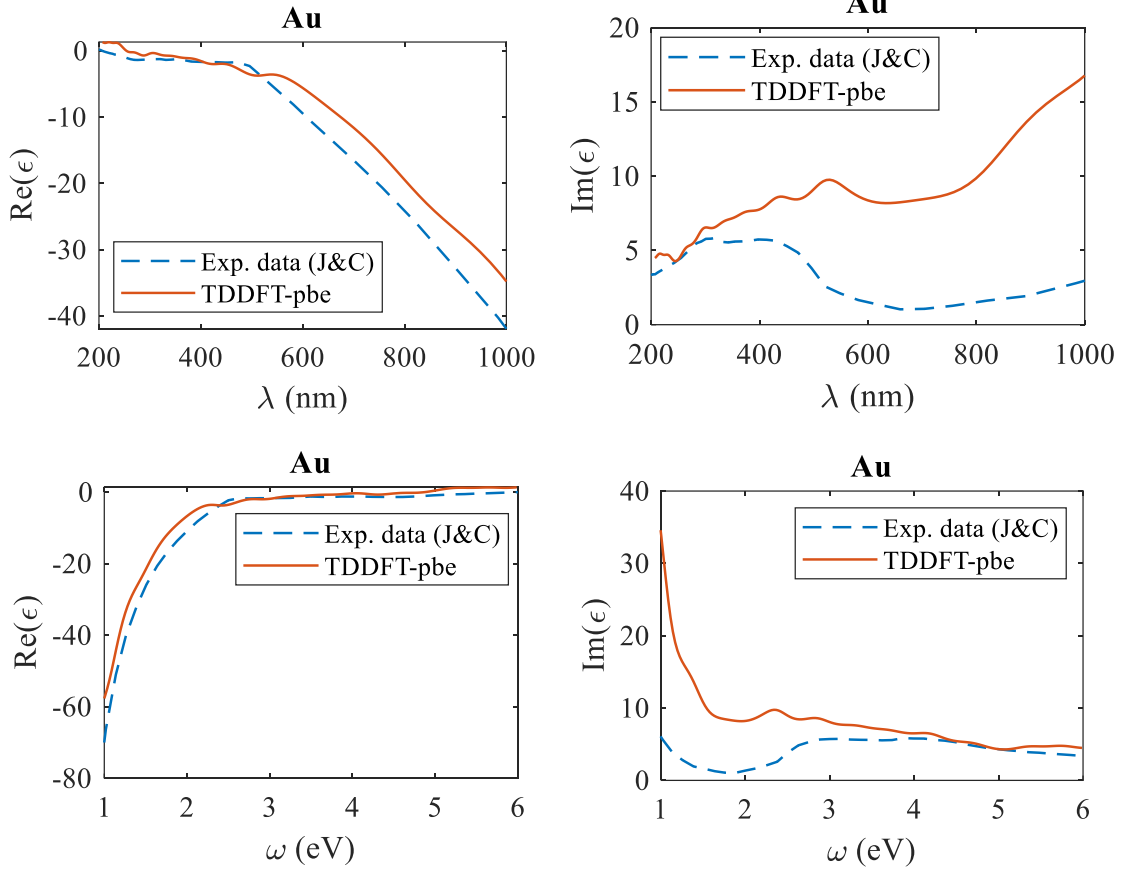 Au
0
-10
-20
-30
-40
Re(ϵ)
Exp. data (J&C)
TDDFT-pbe
200
400
600
800
1000
λ (nm)
Au
20
15
10
5
0
Im(ϵ)
Exp. data (J&C)
TDDFT-pbe
200
400
600
800
1000
λ (nm)
Au
0
-20
-40
-60
-80
Re(ϵ)
Exp. data (J&C)
TDDFT-pbe
1
2
3
4
5
6
ω (eV)
Au
40
30
20
10
0
Im(ϵ)
Exp. data (J&C)
TDDFT-pbe
1
2
3
4
5
6
ω (eV)